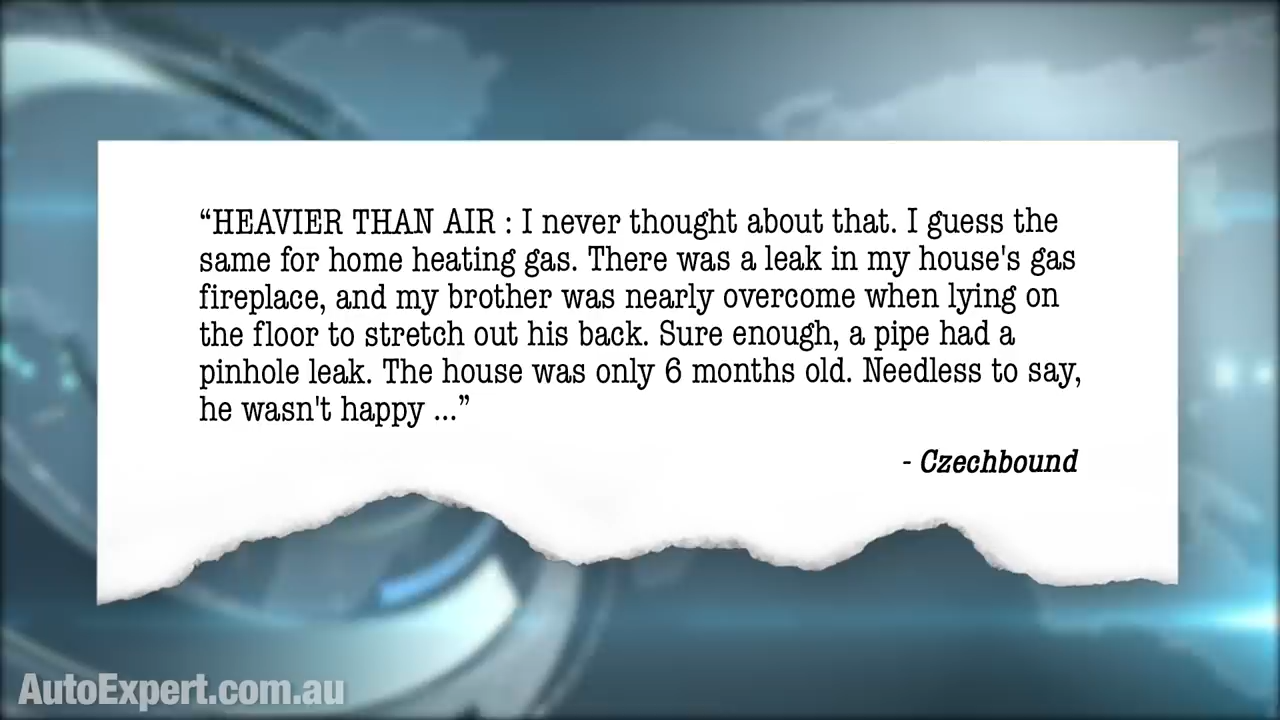 “HEAVIER THAN AIR : I never thought about that. I guess the
same for home heating gas. There was a leak in my house's gas
fireplace, and my brother was nearly overcome when lying on
the floor to stretch out his back. Sure enough, a pipe had a
pinhole leak. The house was only 6 months old. Needless to say,
he wasn't happy ...”
- Czechbound
AutoExpert.com.au